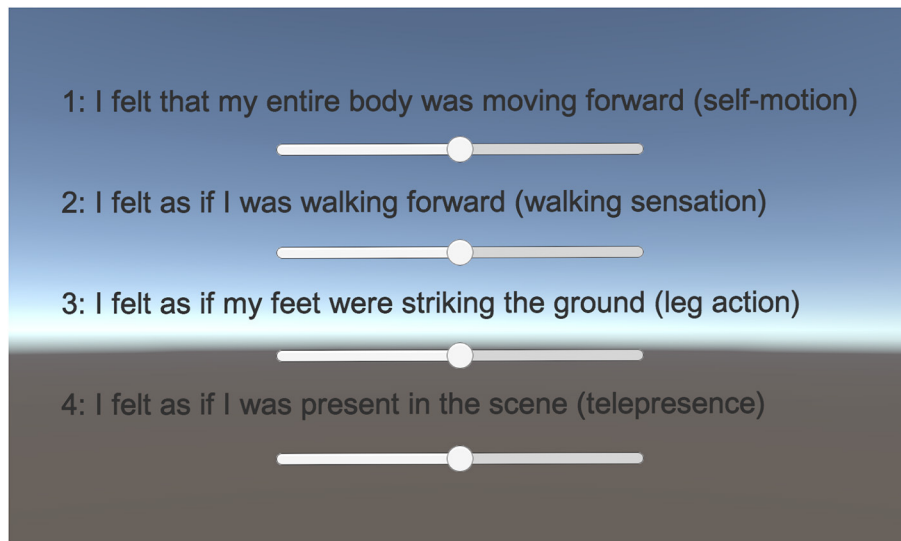 1: I felt that my entire body was moving forward (self-motion)
2: I felt as if I was walking forward (walking sensation)
3: I felt as if my feet were striking the ground (leg action)
4: I felt as if I was present in the scene (telepresence)